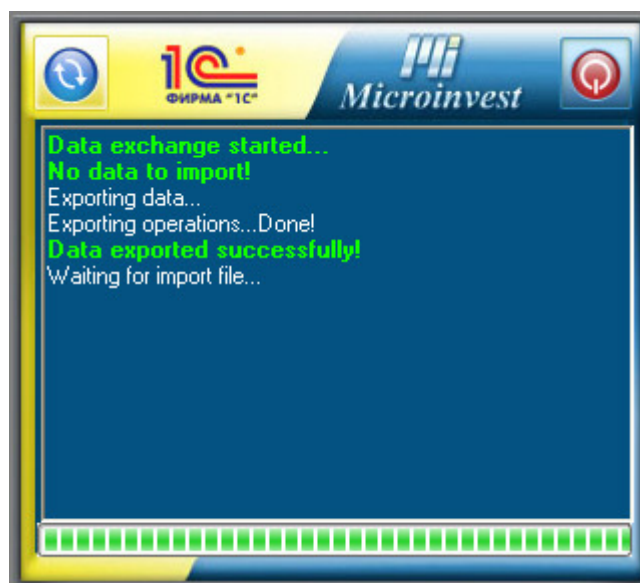 1С
ФИРМА "1С"
Mi
Microinvest
Data exchange started...
No data to import!
Exporting data...
Exporting operations...Done!
Data exported successfully!
Waiting for import file...